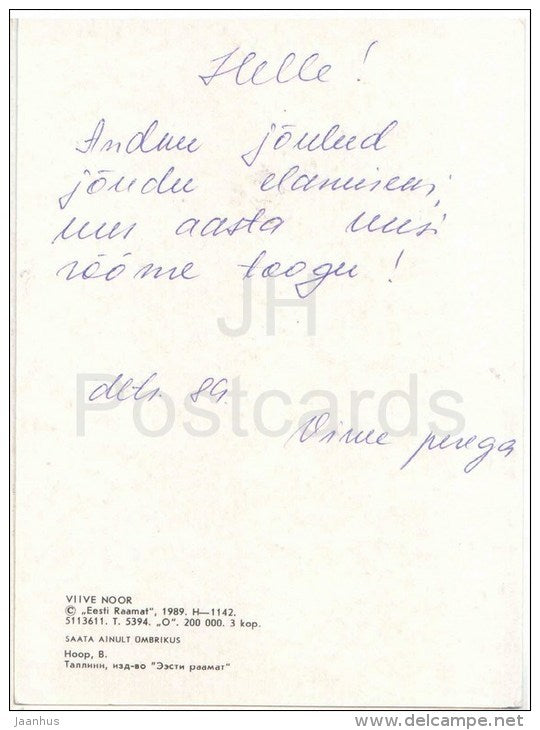 Helle!
Andku jõulud
jõudu elamiseks,
uus aasta uusi
rõõme toogu!
JH
Postcards
dets. 89.
perega
VIIVE NOOR
© „Eesti Raamat", 1989. H—1142.
5113611. T. 5394. „O". 200 000. 3 kop.
SAATA AINULT ÜMBRIKUS
Hoop, B.
Таллинн, изд-во "Ээсти раамат"
jaanhus
www.delcampe.net